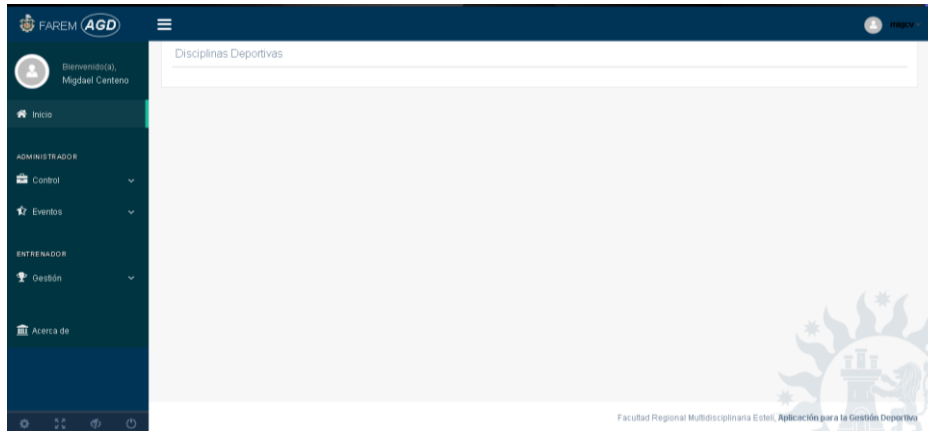 FAREM AGD
Bienvenido(a),
Migdael Centeno
Inicio
ADMINISTRADOR
Control
Eventos
ENTRENADOR
Gestión
Acerca de
Disciplinas Deportivas
Facultad Regional Multidisciplinaria Estelí, Aplicación para la Gestión Deportiva